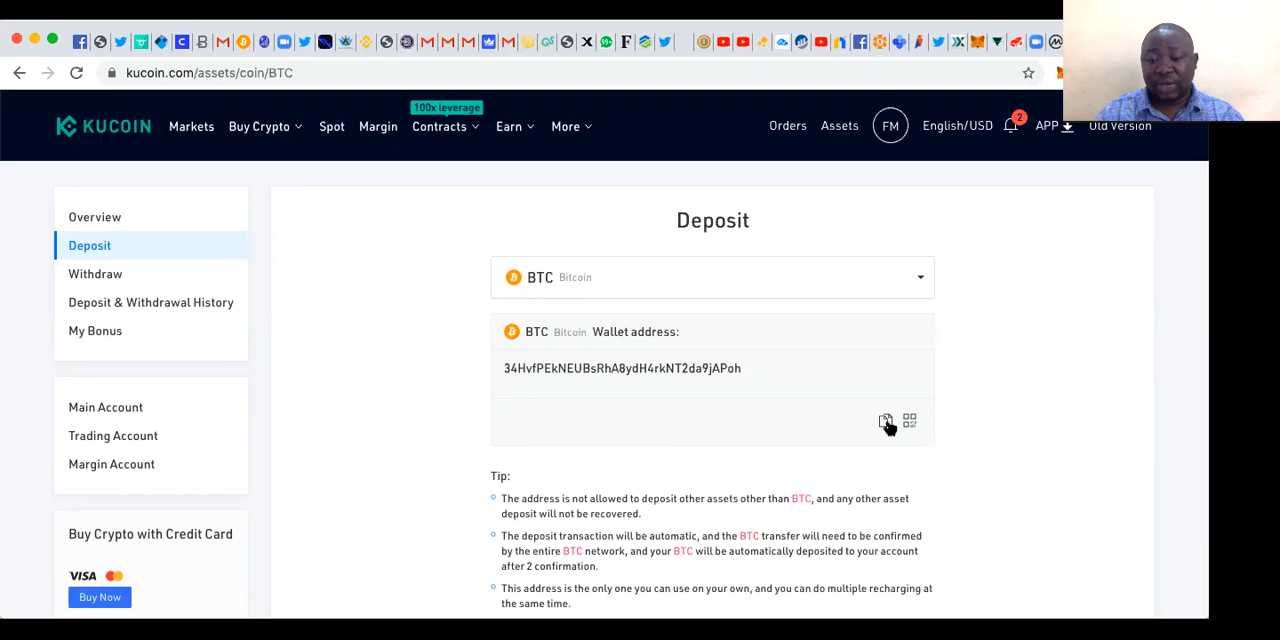 kucoin.com/assets/coin/BTC
100x leverage
KUCOIN Markets Buy Crypto Spot Margin Contracts Earn More Orders Assets FM English/USD 2 APP Old Version
Overview
Deposit
Withdraw
Deposit & Withdrawal History
My Bonus
Main Account
Trading Account
Margin Account
Buy Crypto with Credit Card
VISA
Buy Now
Deposit
BTC Bitcoin
BTC Bitcoin Wallet address:
34HvfPEkNEUBsRhA8ydH4rkNT2da9jAPoh
Tip:
The address is not allowed to deposit other assets other than BTC, and any other asset
deposit will not be recovered.
The deposit transaction will be automatic, and the BTC transfer will need to be confirmed
by the entire BTC network, and your BTC will be automatically deposited to your account
after 2 confirmation.
This address is the only one you can use on your own, and you can do multiple recharging at
the same time.